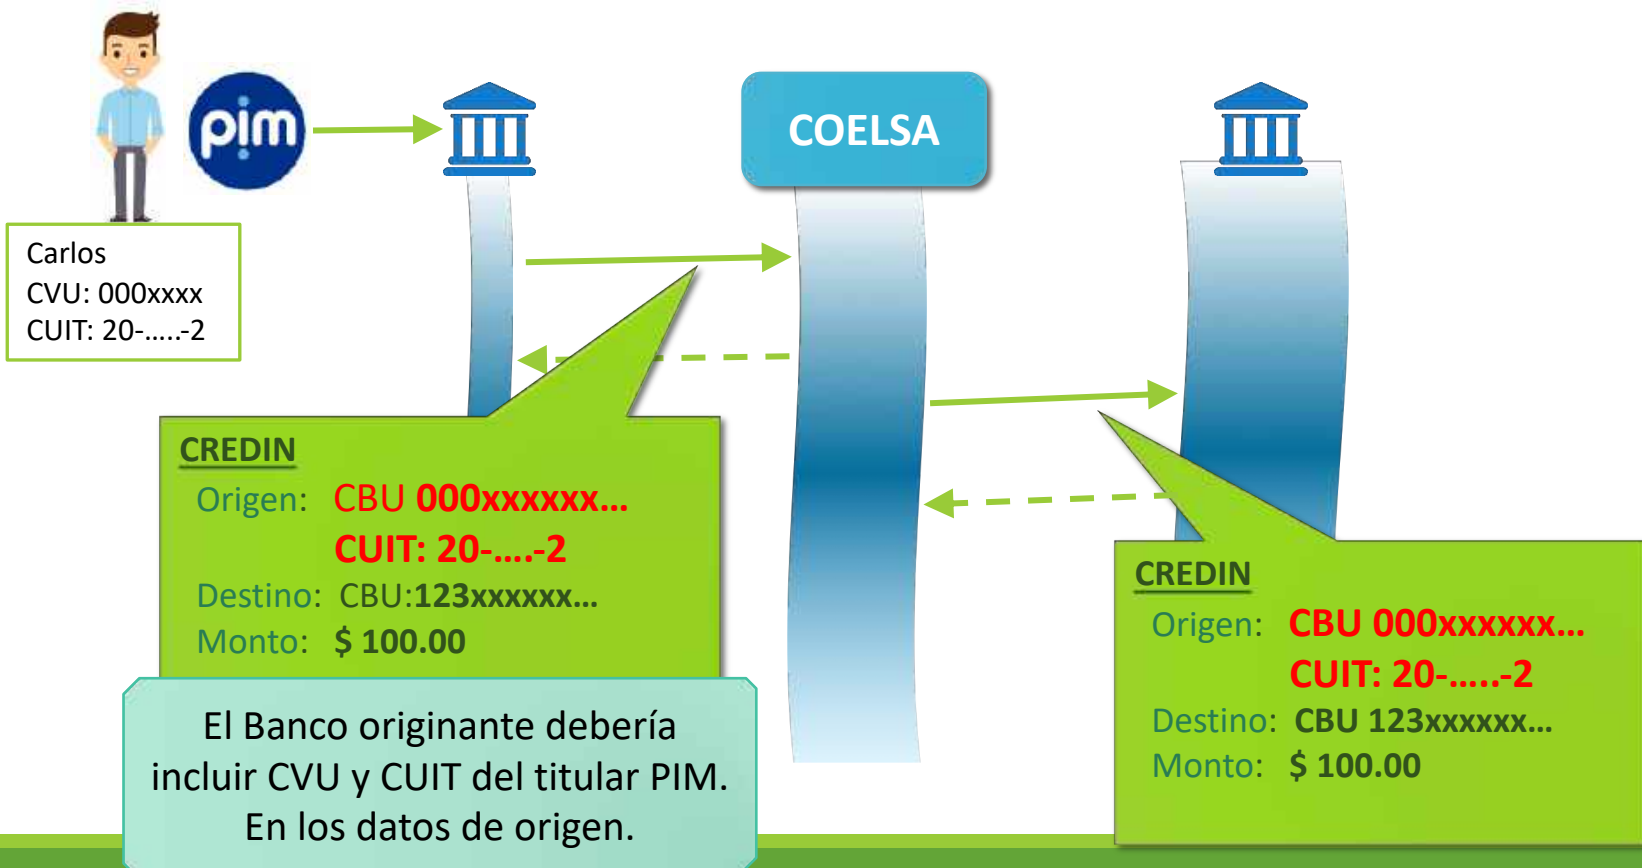 pim
COELSA
Carlos
CVU: 000xxxx
CUIT: 20-.....-2
CREDIN
Origen: CBU 000xxxxxx...
CUIT: 20-....-2
Destino: CBU:123xxxxxx...
Monto: $ 100.00
El Banco originante debería
incluir CVU y CUIT del titular PIM.
En los datos de origen.
CREDIN
Origen: CBU 000xxxxxx...
CUIT: 20-.....-2
Destino: CBU 123xxxxxx...
Monto: $ 100.00